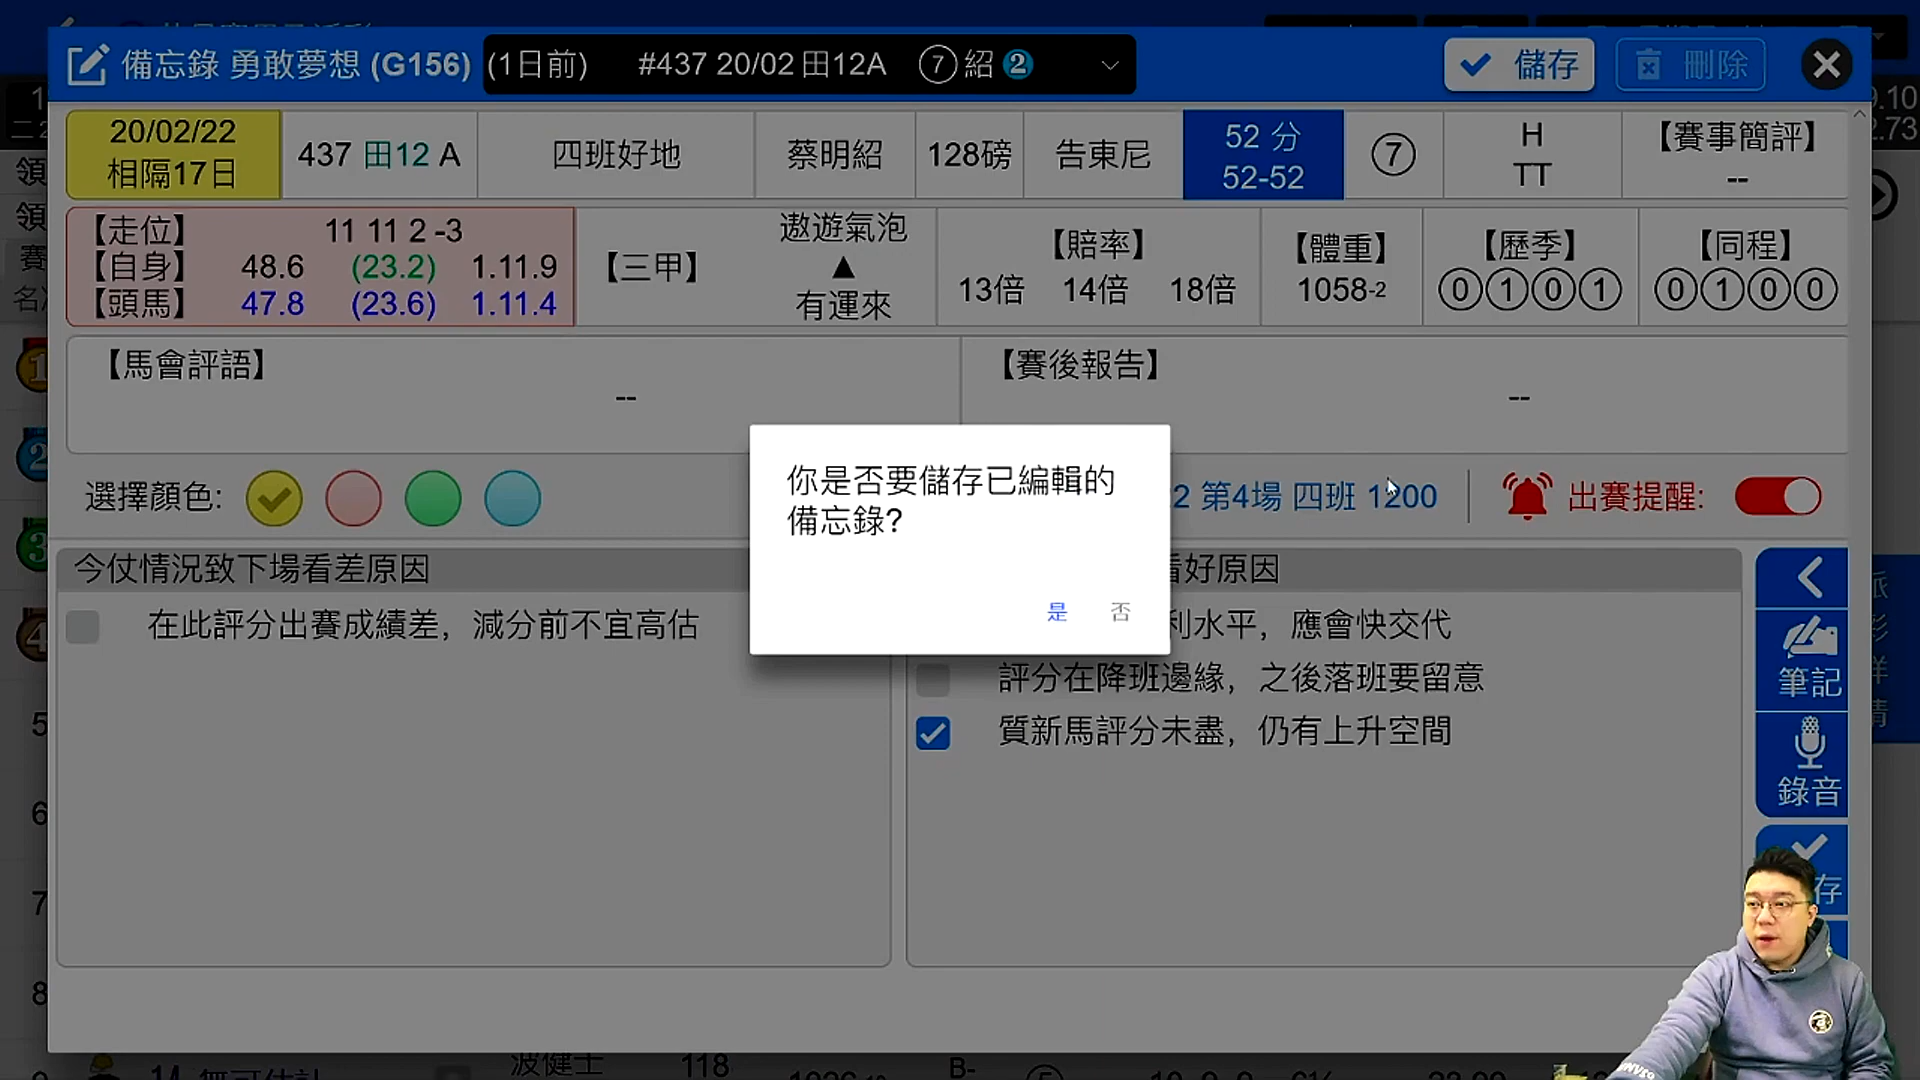 備忘錄 勇敢夢想 (G156) (1日前) #437 20/02 田12A ⑦紹 2
儲存 刪除
20/02/22
相隔17日
437 田12 A
四班好地
蔡明紹
128磅
告東尼
52 分
52-52
⑦
H
TT
【賽事簡評】
--
【走位】 11 11 2 -3
【自身】 48.6 (23.2) 1.11.9
【頭馬】 47.8 (23.6) 1.11.4
【三甲】
遨遊氣泡
▲
有運來
【賠率】
13倍 14倍 18倍
【體重】
1058-2
【歷季】
⓪①⓪①
【同程】
⓪①⓪⓪
【馬會評語】
--
【賽後報告】
--
選擇顏色:
2 第4場 四班 1200
出賽提醒:
你是否要儲存已編輯的
備忘錄?
是 否
今仗情況致下場看差原因
在此評分出賽成績差，減分前不宜高估
看好原因
利水平，應會快交代
評分在降班邊緣，之後落班要留意
質新馬評分未盡，仍有上升空間
筆記
錄音
存
5
6
7
8
波健士 118